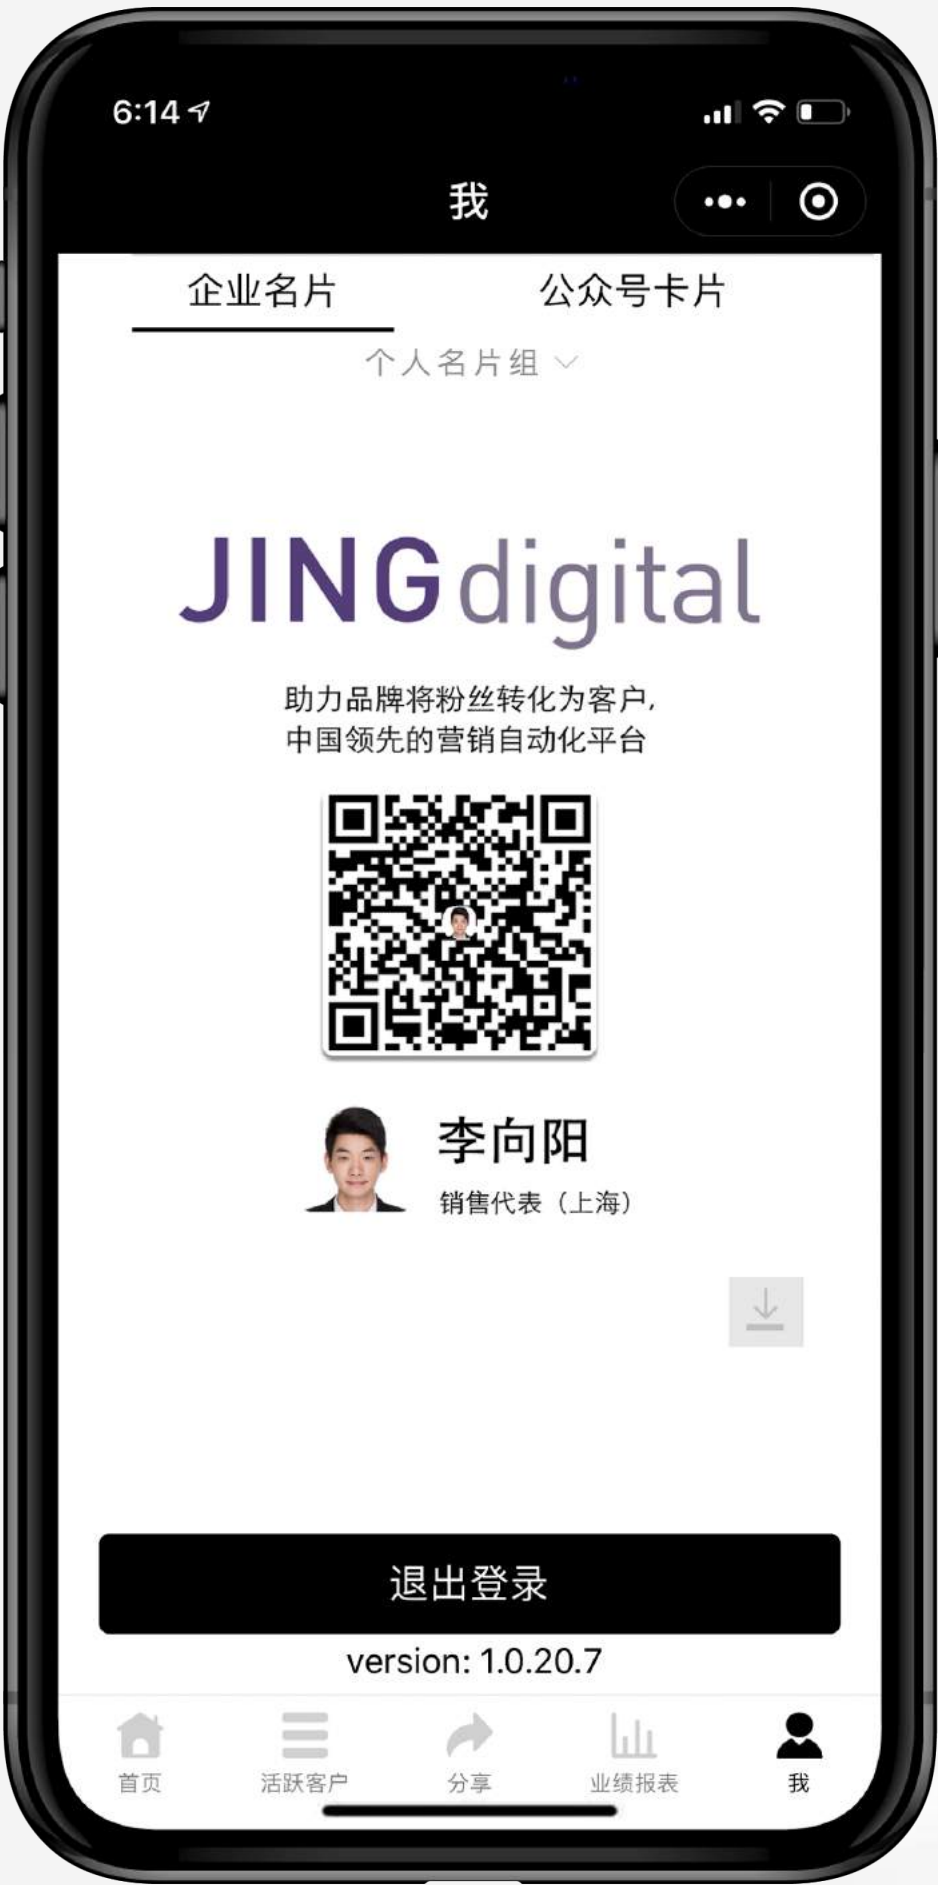 6:14
我
企业名片
公众号卡片
个人名片组
JINGdigital
助力品牌将粉丝转化为客户,
中国领先的营销自动化平台
李向阳
销售代表（上海）
退出登录
version: 1.0.20.7
首页
活跃客户
分享
业绩报表
我